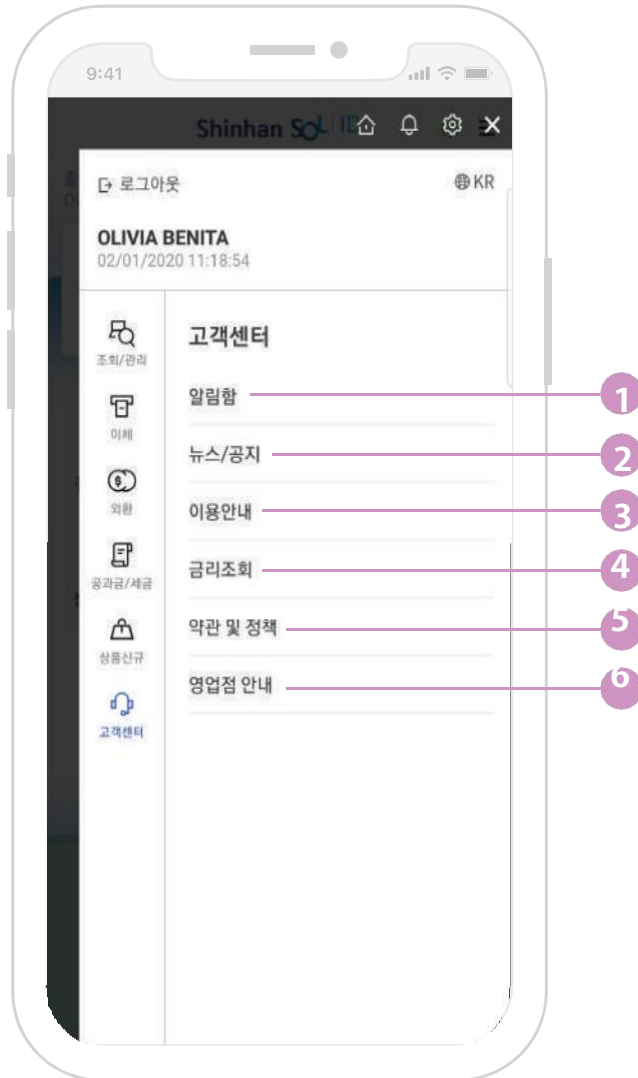 9:41
Shinhan SOL ID
로그아웃
KR
OLIVIA BENITA
02/01/2020 11:18:54
조회/관리
이체
외환
공과금/세금
상품신규
고객센터
고객센터
알림함
1
뉴스/공지
2
이용안내
3
금리조회
4
약관 및 정책
5
영업점 안내
6